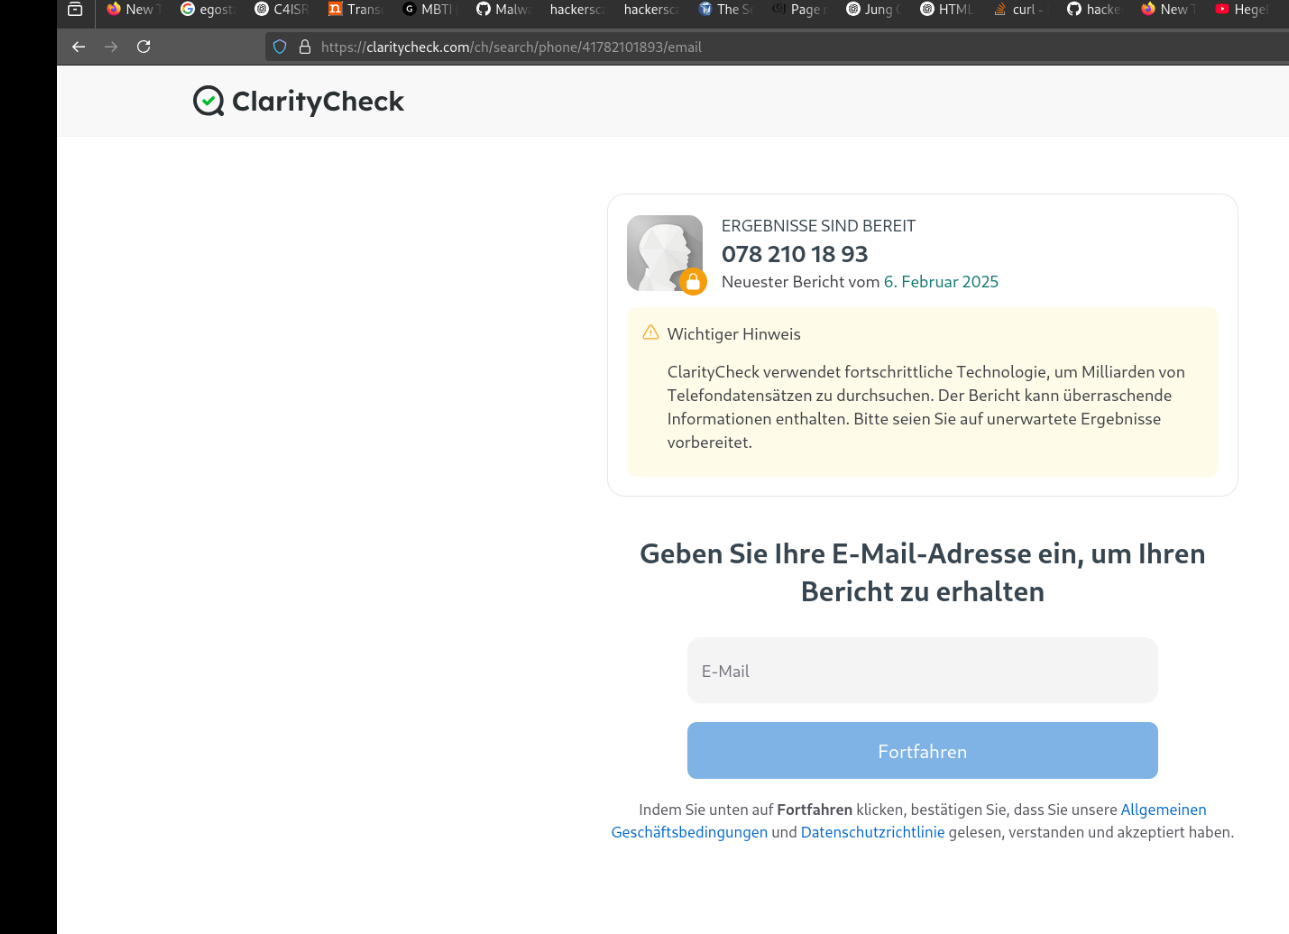 New T egost C4ISR Trans MBTI Malwa hackersc hackersc The Se Page n Jung HTML curl - hacke New T Hegel
https://claritycheck.com/ch/search/phone/41782101893/email
ClarityCheck
ERGEBNISSE SIND BEREIT
078 210 18 93
Neuester Bericht vom 6. Februar 2025
Wichtiger Hinweis
ClarityCheck verwendet fortschrittliche Technologie, um Milliarden von
Telefondatensätzen zu durchsuchen. Der Bericht kann überraschende
Informationen enthalten. Bitte seien Sie auf unerwartete Ergebnisse
vorbereitet.
Geben Sie Ihre E-Mail-Adresse ein, um Ihren
Bericht zu erhalten
E-Mail
Fortfahren
Indem Sie unten auf Fortfahren klicken, bestätigen Sie, dass Sie unsere Allgemeinen
Geschäftsbedingungen und Datenschutzrichtlinie gelesen, verstanden und akzeptiert haben.